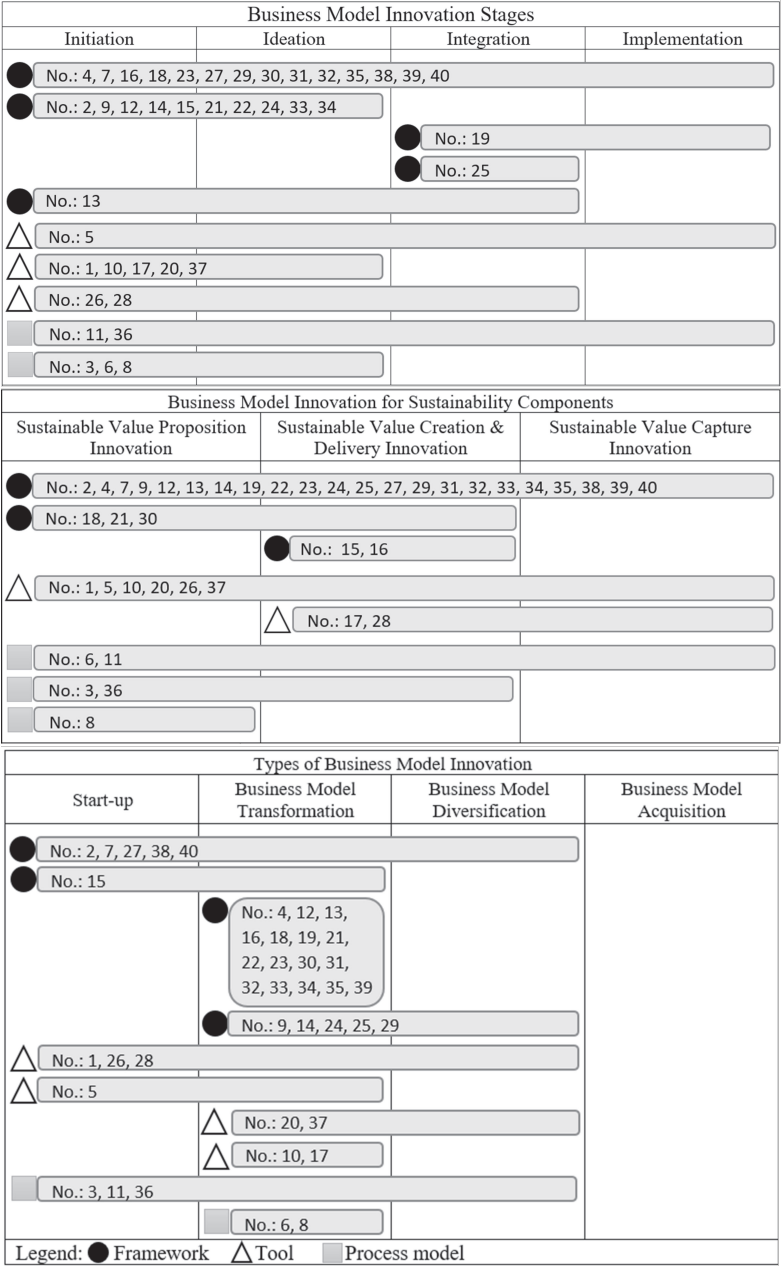 Business Model Innovation Stages
Initiation Ideation Integration Implementation
No.: 4, 7, 16, 18, 23, 27, 29, 30, 31, 32, 35, 38, 39, 40
No.: 2, 9, 12, 14, 15, 21, 22, 24, 33, 34
No.: 19
No.: 25
No.: 13
No.: 5
No.: 1, 10, 17, 20, 37
No.: 26, 28
No.: 11, 36
No.: 3, 6, 8
Business Model Innovation for Sustainability Components
Sustainable Value Proposition
Innovation
Sustainable Value Creation &
Delivery Innovation
Sustainable Value Capture
Innovation
No.: 2, 4, 7, 9, 12, 13, 14, 19, 22, 23, 24, 25, 27, 29, 31, 32, 33, 34, 35, 38, 39, 40
No.: 18, 21, 30
No.: 15, 16
No.: 1, 5, 10, 20, 26, 37
No.: 17, 28
No.: 6, 11
No.: 3, 36
No.: 8
Types of Business Model Innovation
Start-up
Business Model
Transformation
Business Model
Diversification
Business Model
Acquisition
No.: 2, 7, 27, 38, 40
No.: 15
No.: 4, 12, 13,
16, 18, 19, 21,
22, 23, 30, 31,
32, 33, 34, 35, 39
No.: 9, 14, 24, 25, 29
No.: 1, 26, 28
No.: 5
No.: 20, 37
No.: 10, 17
No.: 3, 11, 36
No.: 6, 8
Legend: Framework Tool Process model